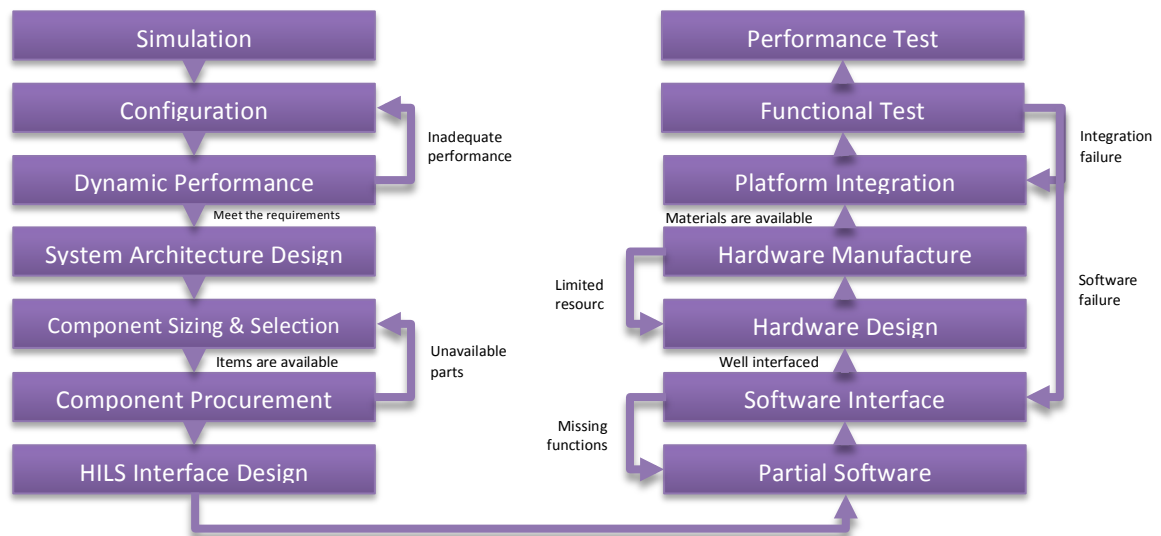 Simulation
Configuration
Inadequate
performance
Dynamic Performance
Meet the requirements
System Architecture Design
Component Sizing & Selection
Items are available
Unavailable
parts
Component Procurement
HILS Interface Design
Performance Test
Functional Test
Integration
failure
Platform Integration
Materials are available
Hardware Manufacture
Limited
resourc
Software
failure
Hardware Design
Well interfaced
Software Interface
Missing
functions
Partial Software